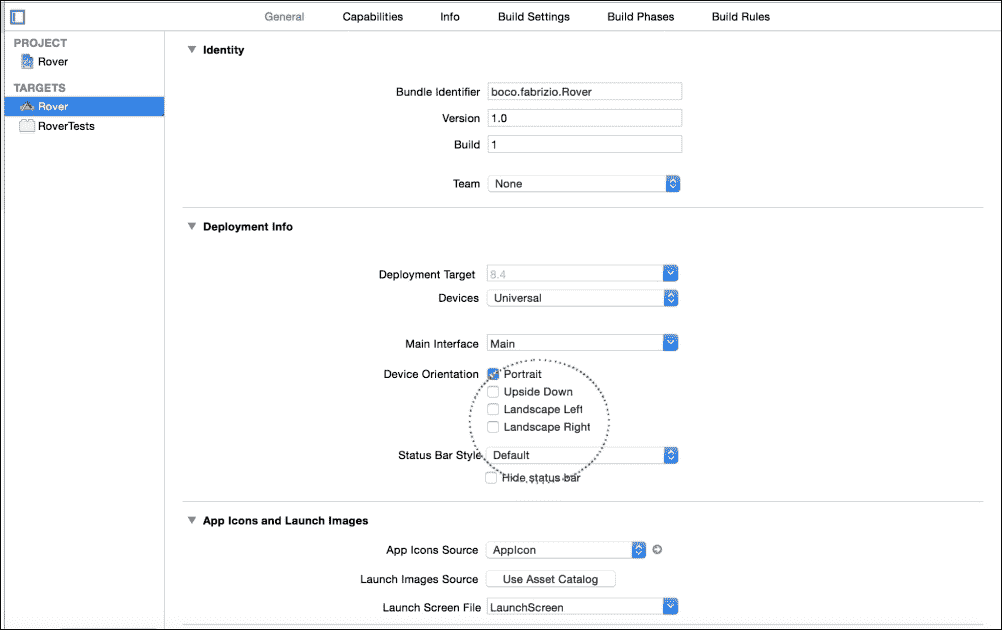 General Capabilities Info Build Settings Build Phases Build Rules
PROJECT
Rover
TARGETS
Rover
RoverTests
Identity
Bundle Identifier boco.fabrizio.Rover
Version 1.0
Build 1
Team None
Deployment Info
Deployment Target 8.4
Devices Universal
Main Interface Main
Device Orientation Portrait
Upside Down
Landscape Left
Landscape Right
Status Bar Style Default
Hide status bar
App Icons and Launch Images
App Icons Source AppIcon
Launch Images Source Use Asset Catalog
Launch Screen File LaunchScreen